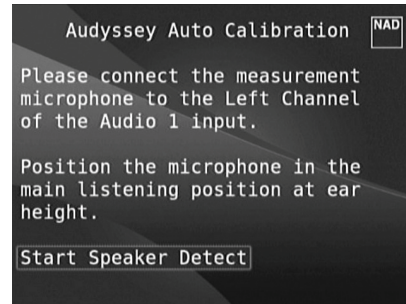 Audyssey Auto Calibration
NAD
Please connect the measurement
microphone to the Left Channel
of the Audio 1 input.
Position the microphone in the
main listening position at ear
height.
Start Speaker Detect